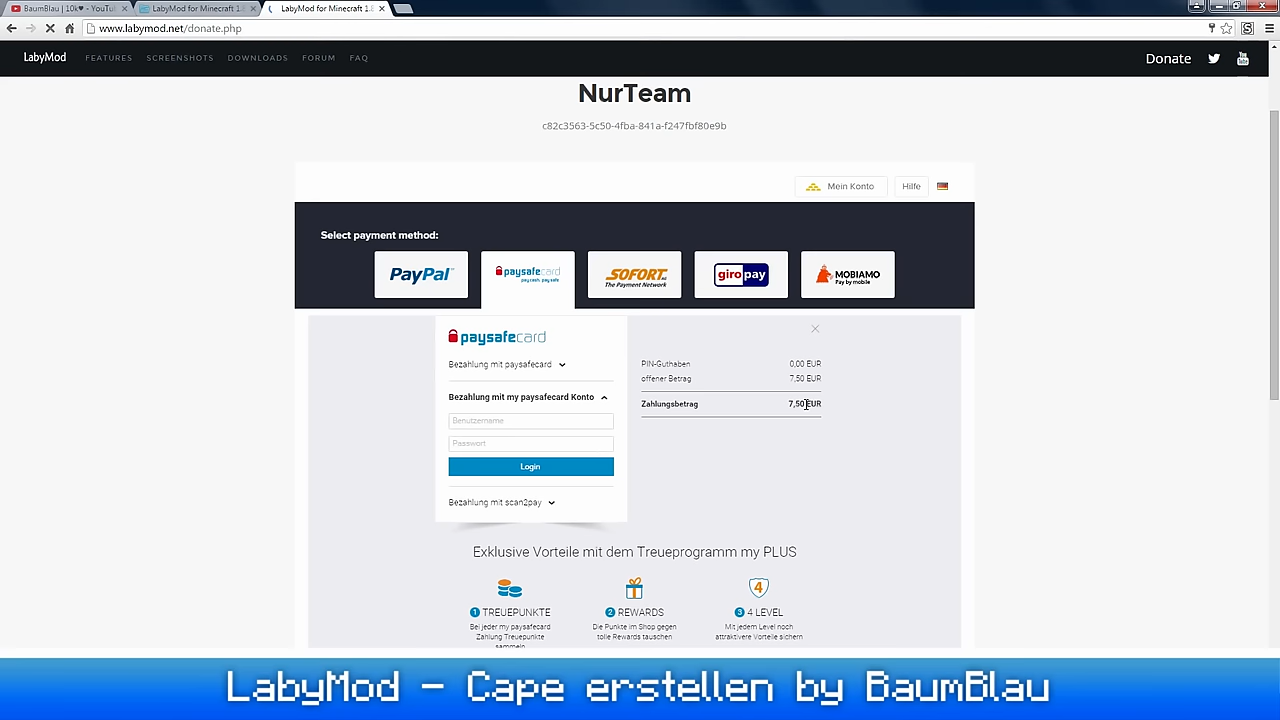 BaumBlau | 10k♥ - YouTu
LabyMod for Minecraft 1.8
LabyMod for Minecraft 1.8
www.labymod.net/donate.php
LabyMod
FEATURES
SCREENSHOTS
DOWNLOADS
FORUM
FAQ
Donate
NurTeam
c82c3563-5c50-4fba-841a-f247fbf80e9b
Mein Konto
Hilfe
Select payment method:
PayPal
paysafecard
pay cash. pay safe.
SOFORT
The Payment Network
giropay
MOBIAMO
Pay by mobile
paysafecard
Bezahlung mit paysafecard
Bezahlung mit my paysafecard Konto
Benutzername
Passwort
Login
Bezahlung mit scan2pay
PIN-Guthaben 0,00 EUR
offener Betrag 7,50 EUR
Zahlungsbetrag 7,50 EUR
Exklusive Vorteile mit dem Treueprogramm my PLUS
1 TREUEPUNKTE
Bei jeder my paysafecard
Zahlung Treuepunkte
sammeln
2 REWARDS
Die Punkte im Shop gegen
tolle Rewards tauschen
4
3 4 LEVEL
Mit jedem Level noch
attraktivere Vorteile sichern
LabyMod - Cape erstellen by BaumBlau